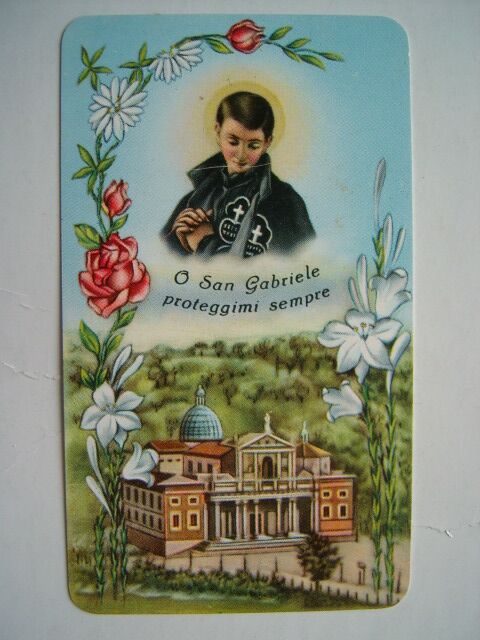 O San Gabriele
proteggimi sempre